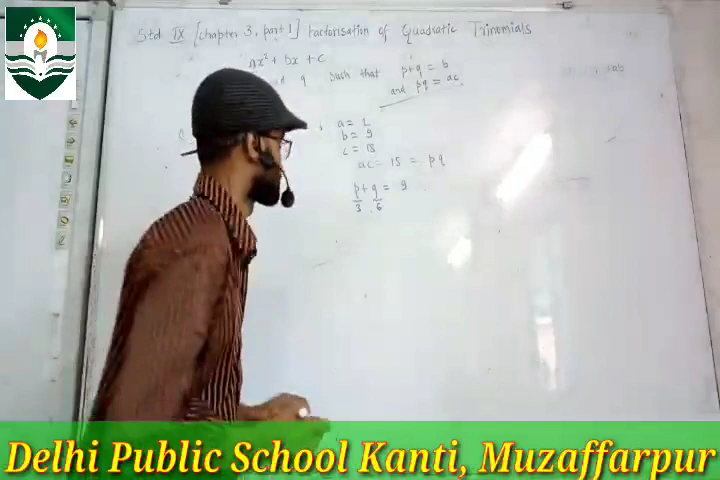 Std IX [chapter 3, part 1] Factorisation of Quadratic Trinomials
ax² + bx + c
q such that p+q = b
and pq = ac
a = 1
b = 9
c = 18
ac = 18 = pq
p + q = 9
3 6
Delhi Public School Kanti, Muzaffarpur